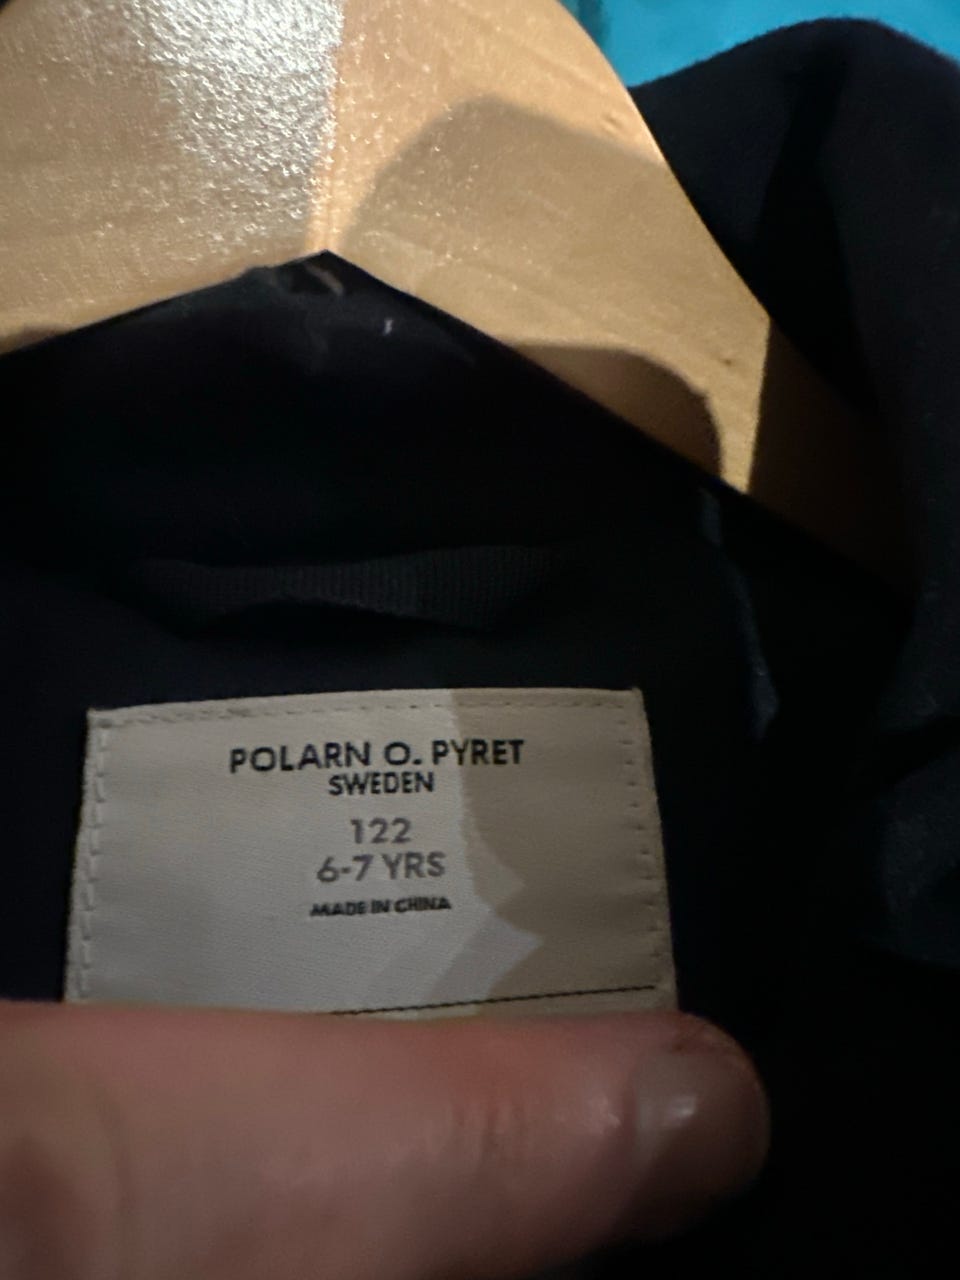 POLARN O. PYRET
SWEDEN
122
6-7 YRS
MADE IN CHINA